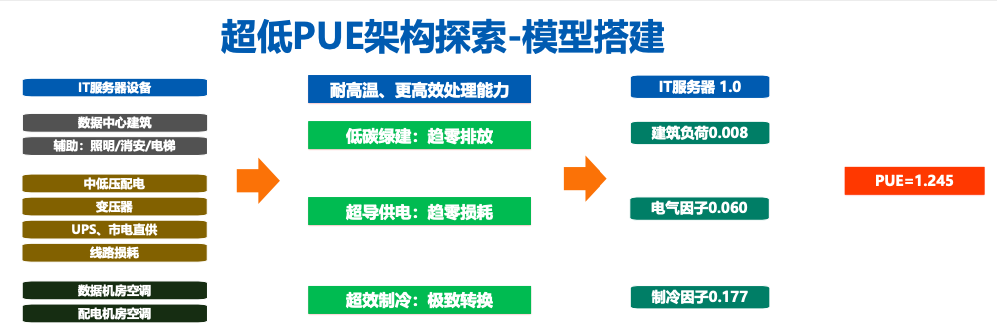 超低PUE架构探索-模型搭建
IT服务器设备
数据中心建筑
辅助：照明/消安/电梯
中低压配电
变压器
UPS、市电直供
线路损耗
数据机房空调
配电机房空调
耐高温、更高效处理能力
低碳绿建：趋零排放
超导供电：趋零损耗
超效制冷：极致转换
IT服务器 1.0
建筑负荷0.008
电气因子0.060
制冷因子0.177
PUE=1.245